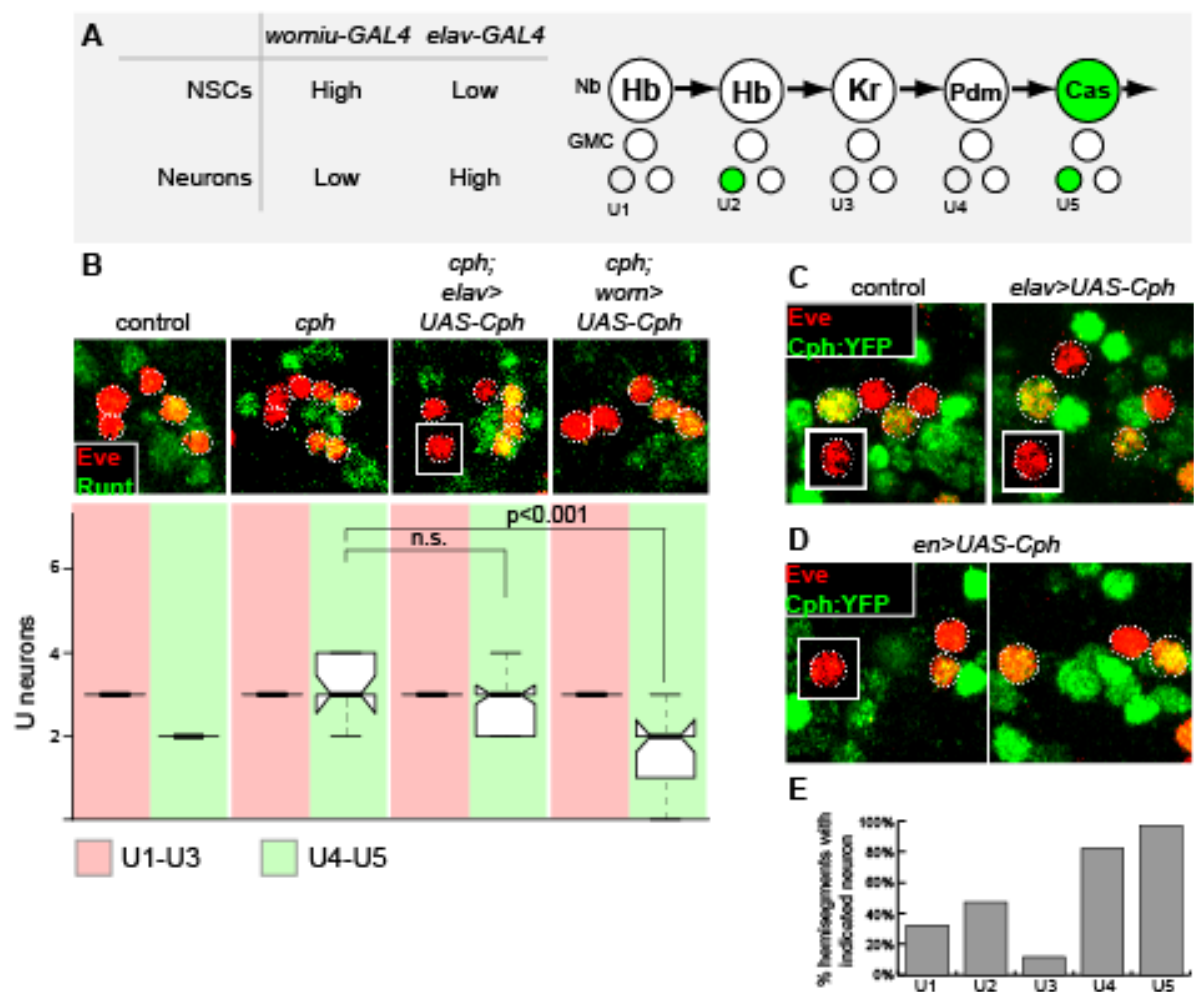 A
worniu-GAL4 elav-GAL4
NSCs High Low
Neurons Low High
Nb Hb Hb Kr Pdm Cas
GMC
U1 U2 U3 U4 U5
B
control
cph
cph;
elav>
UAS-Cph
cph;
worn>
UAS-Cph
Eve
Runt
p<0.001
n.s.
U neurons
6
4
2
U1-U3 U4-U5
C
control elav>UAS-Cph
Eve
Cph:YFP
D
en>UAS-Cph
Eve
Cph:YFP
E
% hemisegments with
indicated neuron
100%
80%
60%
40%
20%
0%
U1 U2 U3 U4 U5